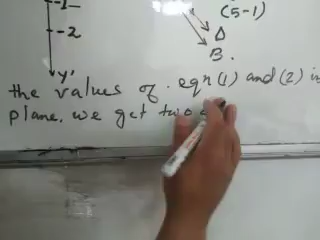 -1
(5-1)
-2
D
B.
Y'
the values of. eqn (1) and (2) in
plane. we get two